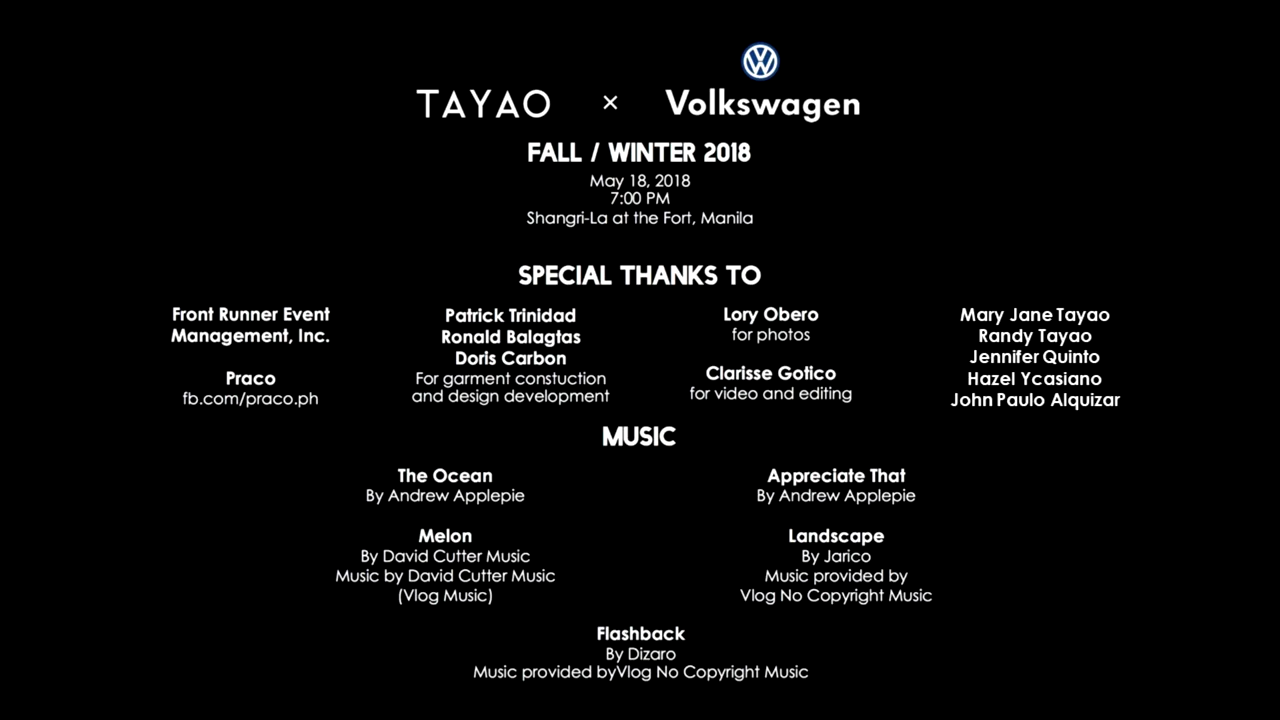 TAYAO × Volkswagen
FALL / WINTER 2018
May 18, 2018
7:00 PM
Shangri-La at the Fort, Manila
SPECIAL THANKS TO
Front Runner Event
Management, Inc.
Praco
fb.com/praco.ph
Patrick Trinidad
Ronald Balagtas
Doris Carbon
For garment constuction
and design development
Lory Obero
for photos
Clarisse Gotico
for video and editing
Mary Jane Tayao
Randy Tayao
Jennifer Quinto
Hazel Ycasiano
John Paulo Alquizar
MUSIC
The Ocean
By Andrew Applepie
Appreciate That
By Andrew Applepie
Melon
By David Cutter Music
Music by David Cutter Music
(Vlog Music)
Landscape
By Jarico
Music provided by
Vlog No Copyright Music
Flashback
By Dizaro
Music provided byVlog No Copyright Music